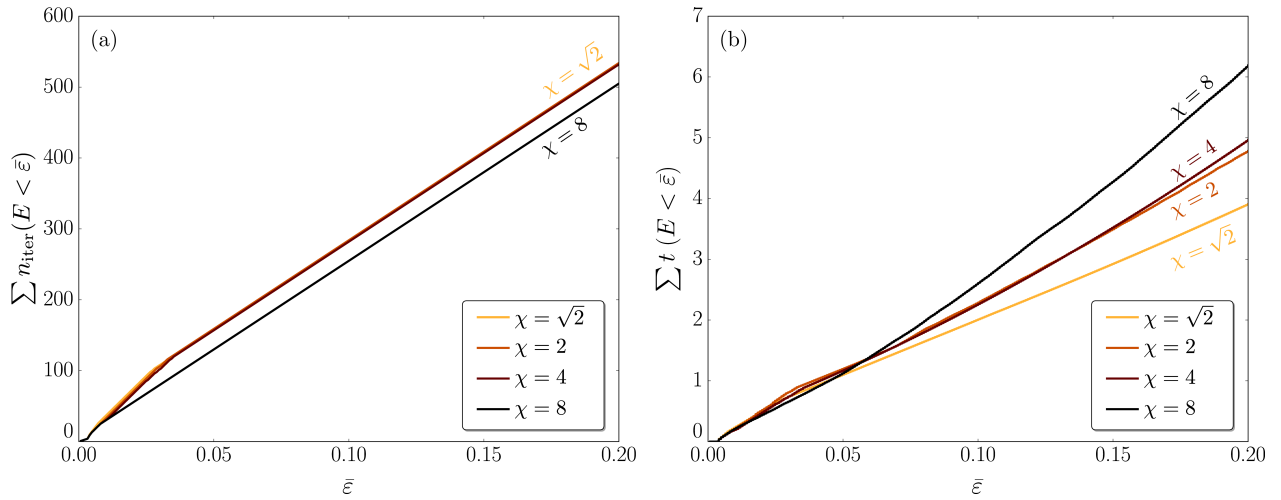 (a)
600
500
400
300
200
100
0
∑ n_iter(E < ε̄)
χ = √2
χ = 8
χ = √2
χ = 2
χ = 4
χ = 8
0.00 0.05 0.10 0.15 0.20
ε̄
(b)
7
6
5
4
3
2
1
0
∑ t (E < ε̄)
χ = 8
χ = 4
χ = 2
χ = √2
χ = √2
χ = 2
χ = 4
χ = 8
0.00 0.05 0.10 0.15 0.20
ε̄